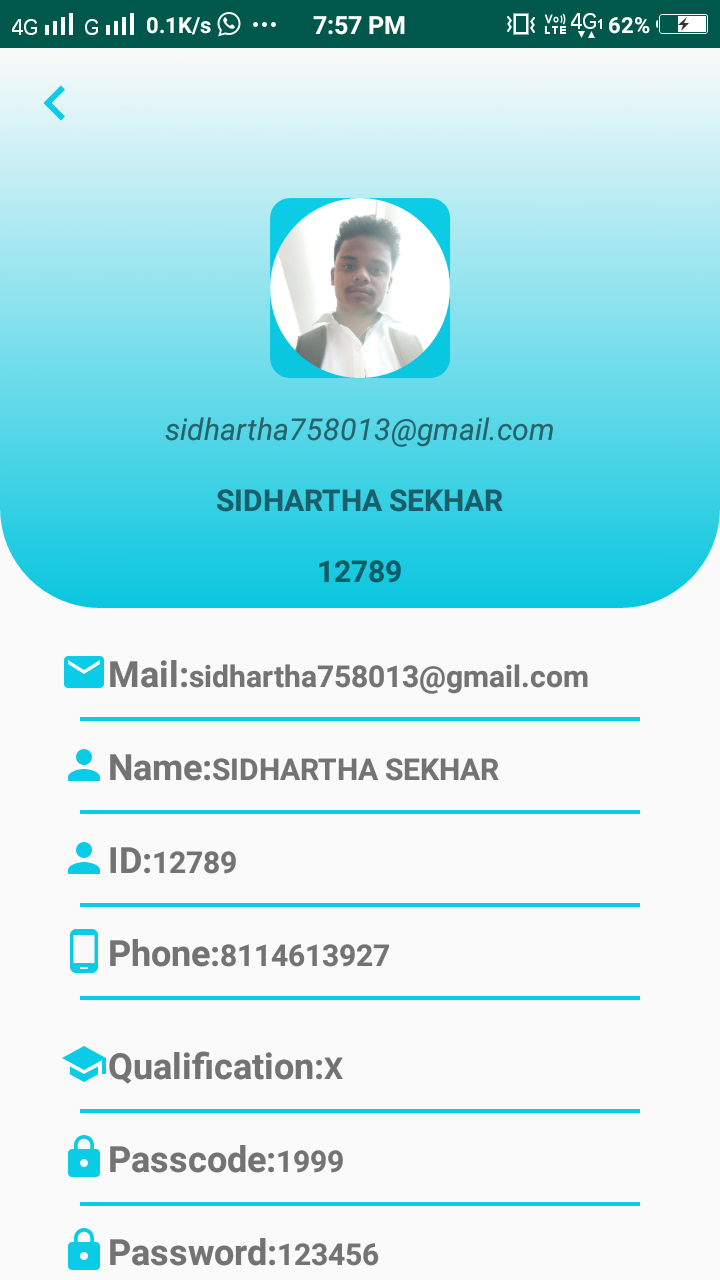 4G G 0.1K/s 7:57 PM Vo)) LTE 4G1 62%
sidhartha758013@gmail.com
SIDHARTHA SEKHAR
12789
Mail:sidhartha758013@gmail.com
Name:SIDHARTHA SEKHAR
ID:12789
Phone:8114613927
Qualification:X
Passcode:1999
Password:123456